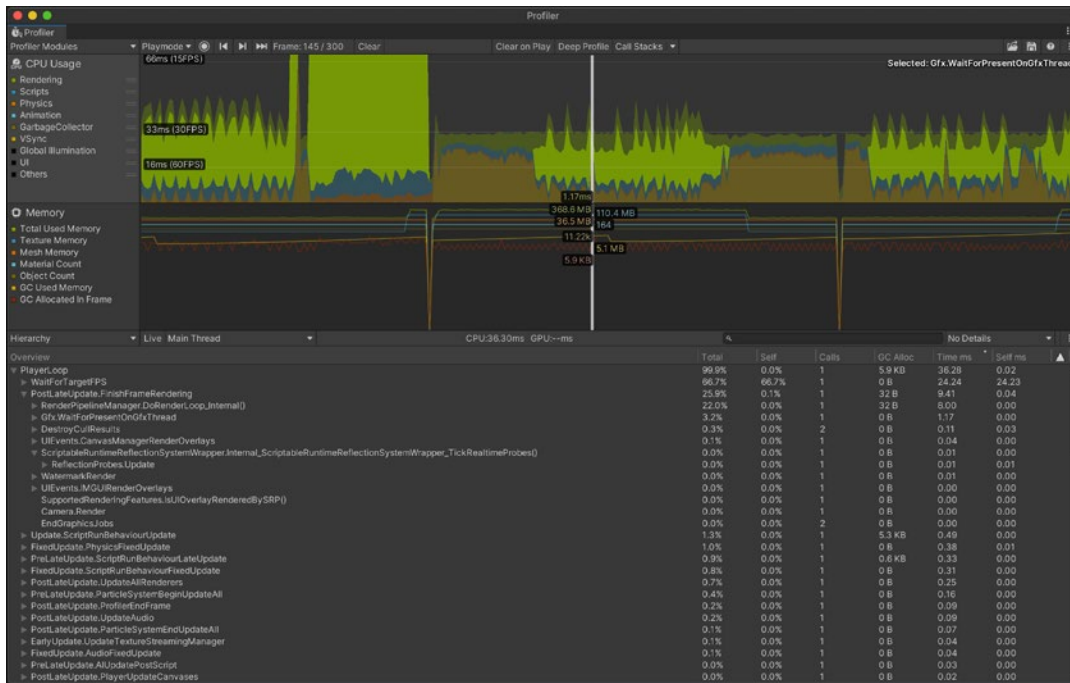 Profiler
Profiler
Profiler Modules Playmode Frame: 145 / 300 Clear Clear on Play Deep Profile Call Stacks
CPU Usage
Rendering
Scripts
Physics
Animation
GarbageCollector
VSync
Global Illumination
UI
Others
66ms (15FPS)
33ms (30FPS)
16ms (60FPS)
Selected: Gfx.WaitForPresentOnGfxThread
1.17ms
Memory
Total Used Memory
Texture Memory
Mesh Memory
Material Count
Object Count
GC Used Memory
GC Allocated In Frame
368.6 MB 110.4 MB
36.5 MB 164
11.22k
5.1 MB
5.9 KB
Hierarchy Live Main Thread CPU:36.30ms GPU:--ms No Details
Overview Total Self Calls GC Alloc Time ms Self ms
PlayerLoop 99.9% 0.0% 1 5.9 KB 36.28 0.02
WaitForTargetFPS 66.7% 66.7% 1 0 B 24.24 24.23
PostLateUpdate.FinishFrameRendering 25.9% 0.1% 1 32 B 9.41 0.04
RenderPipelineManager.DoRenderLoop_Internal() 22.0% 0.0% 1 32 B 8.00 0.00
Gfx.WaitForPresentOnGfxThread 3.2% 0.0% 1 0 B 1.17 0.00
DestroyCullResults 0.3% 0.0% 2 0 B 0.11 0.03
UIEvents.CanvasManagerRenderOverlays 0.1% 0.0% 1 0 B 0.04 0.00
ScriptableRuntimeReflectionSystemWrapper.Internal_ScriptableRuntimeReflectionSystemWrapper_TickRealtimeProbes() 0.0% 0.0% 1 0 B 0.01 0.00
ReflectionProbes.Update 0.0% 0.0% 1 0 B 0.01 0.01
WatermarkRender 0.0% 0.0% 1 0 B 0.01 0.00
UIEvents.IMGUIRenderOverlays 0.0% 0.0% 1 0 B 0.00 0.00
SupportedRenderingFeatures.IsUIOverlayRenderedBySRP() 0.0% 0.0% 1 0 B 0.00 0.00
Camera.Render 0.0% 0.0% 1 0 B 0.00 0.00
EndGraphicsJobs 0.0% 0.0% 2 0 B 0.00 0.00
Update.ScriptRunBehaviourUpdate 1.3% 0.0% 1 5.3 KB 0.49 0.00
FixedUpdate.PhysicsFixedUpdate 1.0% 0.0% 1 0 B 0.38 0.01
PreLateUpdate.ScriptRunBehaviourLateUpdate 0.9% 0.0% 1 0.6 KB 0.33 0.00
FixedUpdate.ScriptRunBehaviourFixedUpdate 0.8% 0.0% 1 0 B 0.31 0.00
PostLateUpdate.UpdateAllRenderers 0.7% 0.0% 1 0 B 0.25 0.00
PreLateUpdate.ParticleSystemBeginUpdateAll 0.4% 0.0% 1 0 B 0.16 0.00
PostLateUpdate.ProfilerEndFrame 0.2% 0.0% 1 0 B 0.09 0.00
PostLateUpdate.UpdateAudio 0.2% 0.0% 1 0 B 0.09 0.00
PostLateUpdate.ParticleSystemEndUpdateAll 0.1% 0.0% 1 0 B 0.07 0.00
EarlyUpdate.UpdateTextureStreamingManager 0.1% 0.0% 1 0 B 0.04 0.00
FixedUpdate.AudioFixedUpdate 0.1% 0.0% 1 0 B 0.04 0.00
PreLateUpdate.AIUpdatePostScript 0.0% 0.0% 1 0 B 0.03 0.00
PostLateUpdate.PlayerUpdateCanvases 0.0% 0.0% 1 0 B 0.02 0.00